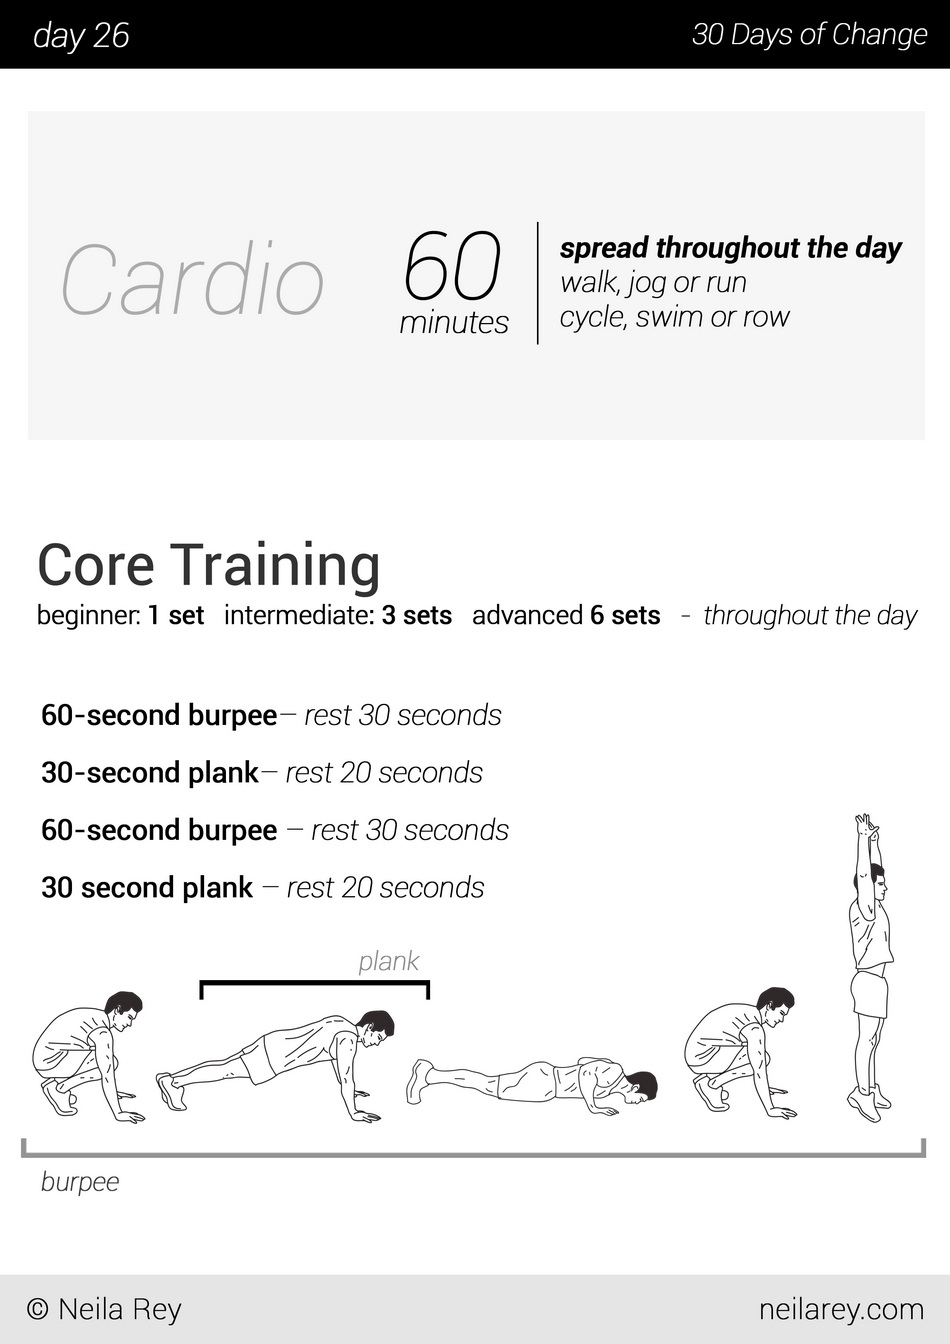 day 26
30 Days of Change
Cardio
60
minutes
spread throughout the day
walk, jog or run
cycle, swim or row
Core Training
beginner: 1 set intermediate: 3 sets advanced 6 sets - throughout the day
60-second burpee– rest 30 seconds
30-second plank– rest 20 seconds
60-second burpee – rest 30 seconds
30 second plank – rest 20 seconds
plank
burpee
© Neila Rey
neilarey.com